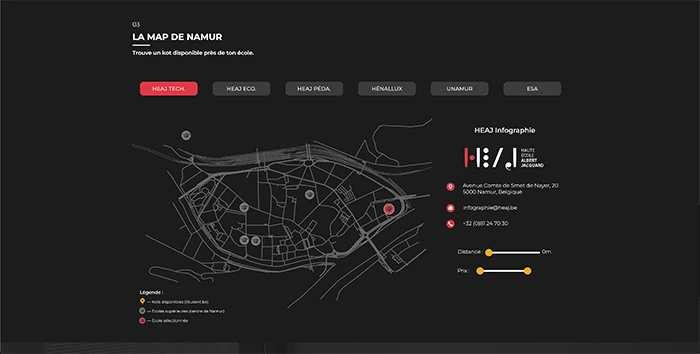 03
LA MAP DE NAMUR
Trouve un kot disponible près de ton école.
HEAJ TECH.
HEAJ ECO.
HEAJ PÉDA.
HÉNALLUX
UNAMUR
ESA
HEAJ Infographie
HEAJ
HAUTE
ECOLE
ALBERT
JACQUARD
Avenue Comte de Smet de Nayer, 20
5000 Namur, Belgique
infographie@heaj.be
+32 (0)81 24 70 30
Distance :
0m.
Prix :
Légende :
— Kots disponibles (Student.be)
— Écoles supérieures (centre de Namur)
— École sélectionnée